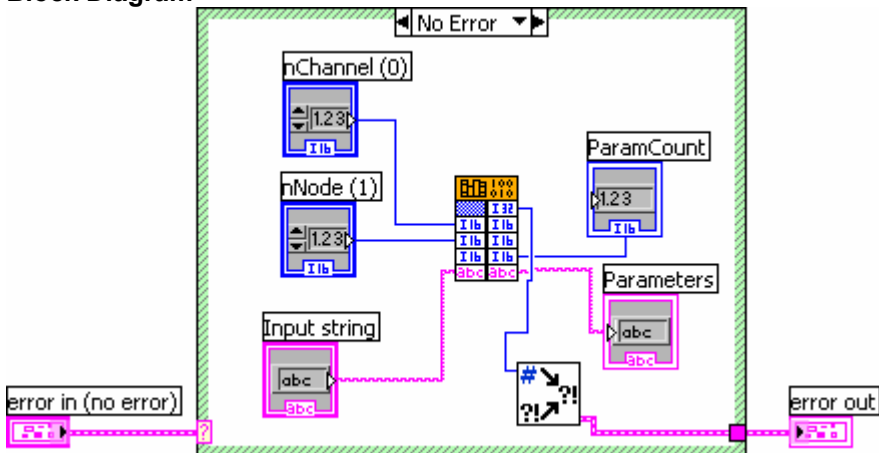 Block Diagram
No Error
nChannel (0)
1.23
I16
nNode (1)
1.23
I16
ParamCount
1.23
I16
I32
I16 I16
I16 I16
I16 I16
abc abc
Parameters
abc
abc
Input string
abc
abc
#
?!
?!
error in (no error)
?
error out